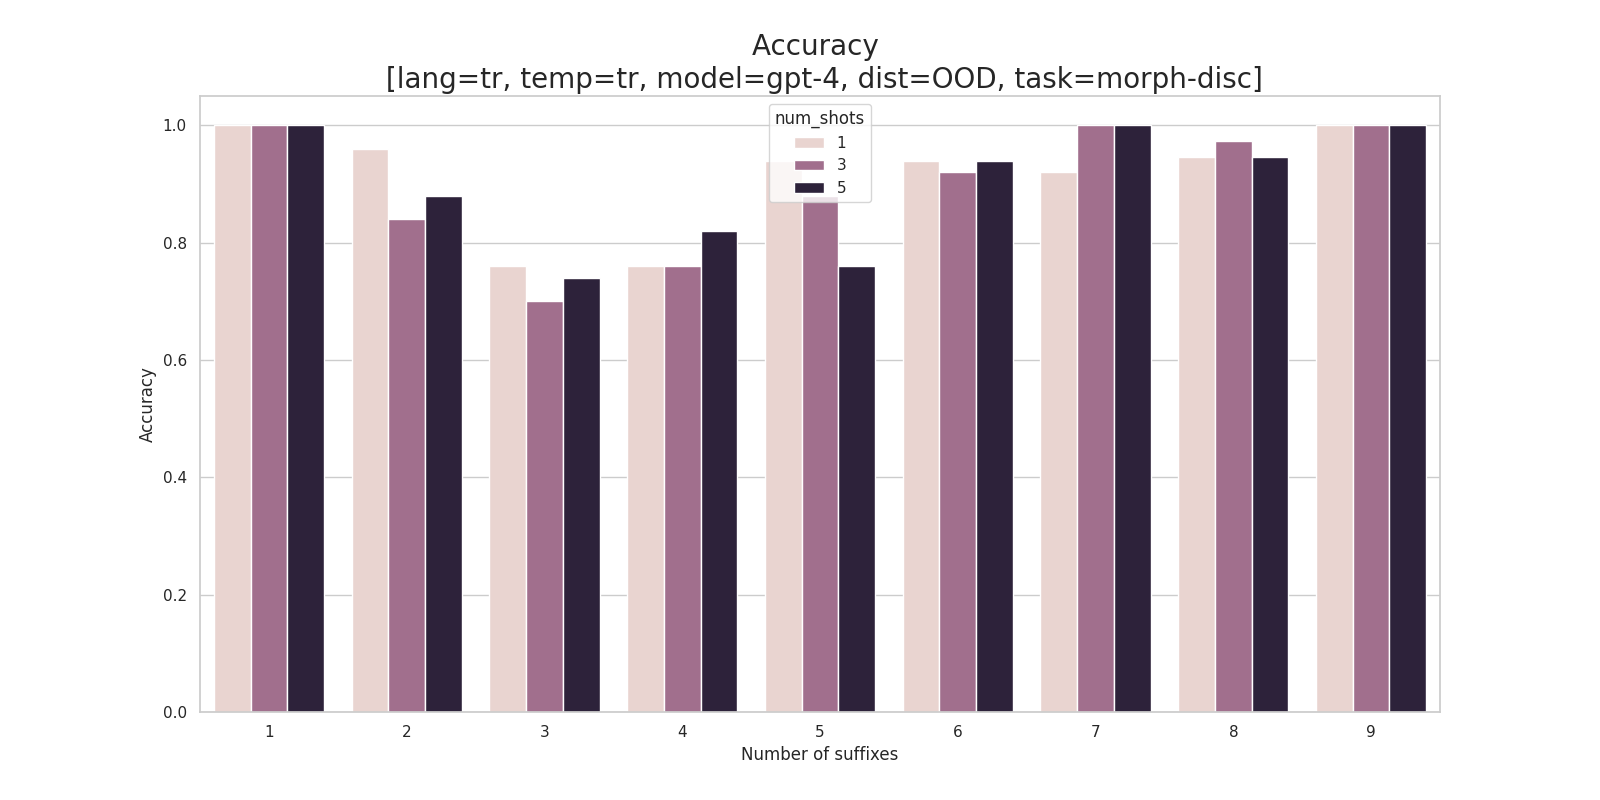 Accuracy
[lang=tr, temp=tr, model=gpt-4, dist=OOD, task=morph-disc]
num_shots
1
3
5
1.0
0.8
0.6
0.4
0.2
0.0
Accuracy
1 2 3 4 5 6 7 8 9
Number of suffixes